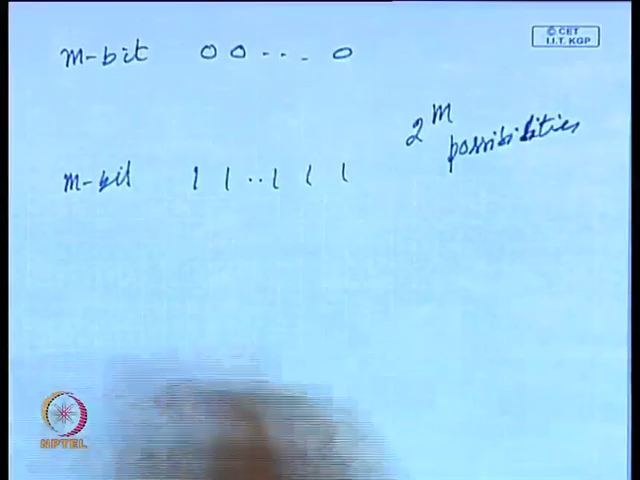 © CET
I.I.T. KGP
m-bit 0 0 . . . 0
2^m
possibilities
m-bit 1 1 . . 1 1 1
NPTEL